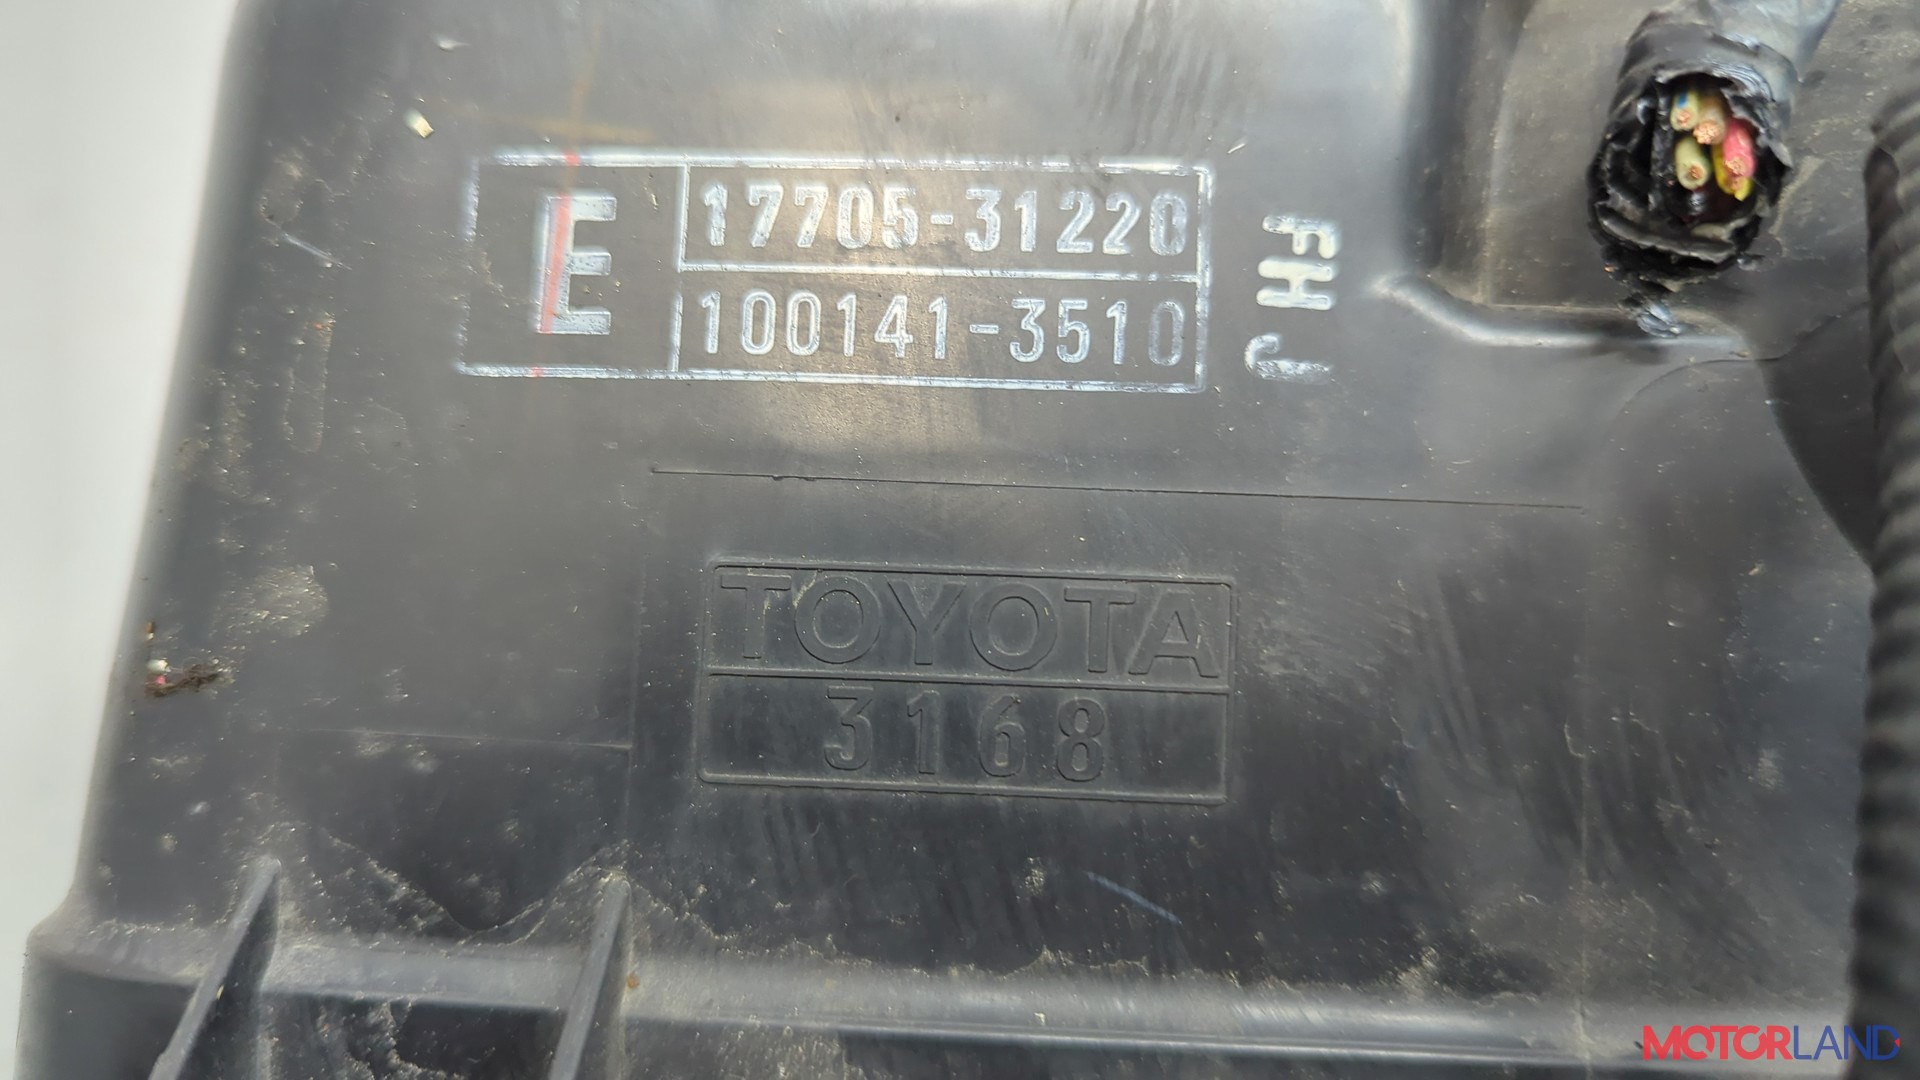 E
17705-31220
100141-3510
FHJ
TOYOTA
3168
MOTORLAND